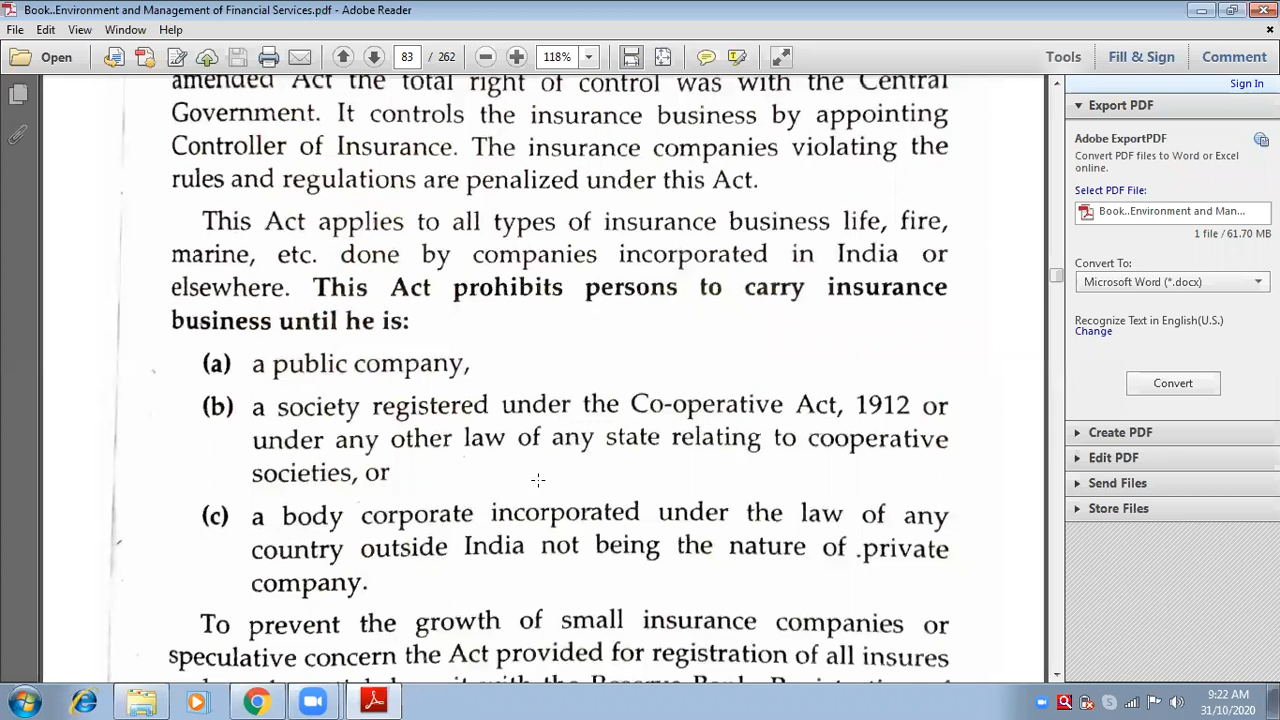 Book..Environment and Management of Financial Services.pdf - Adobe Reader
File Edit View Window Help
Open 83 / 262 118% Tools Fill & Sign Comment
Sign In
Export PDF
Adobe ExportPDF
Convert PDF files to Word or Excel
online.
Select PDF File:
Book..Environment and Man...
1 file / 61.70 MB
Convert To:
Microsoft Word (*.docx)
Recognize Text in English(U.S.)
Change
Convert
Create PDF
Edit PDF
Send Files
Store Files
amended Act the total right of control was with the Central
Government. It controls the insurance business by appointing
Controller of Insurance. The insurance companies violating the
rules and regulations are penalized under this Act.
This Act applies to all types of insurance business life, fire,
marine, etc. done by companies incorporated in India or
elsewhere. This Act prohibits persons to carry insurance
business until he is:
(a) a public company,
(b) a society registered under the Co-operative Act, 1912 or
under any other law of any state relating to cooperative
societies, or
(c) a body corporate incorporated under the law of any
country outside India not being the nature of .private
company.
To prevent the growth of small insurance companies or
speculative concern the Act provided for registration of all insures
9:22 AM
31/10/2020